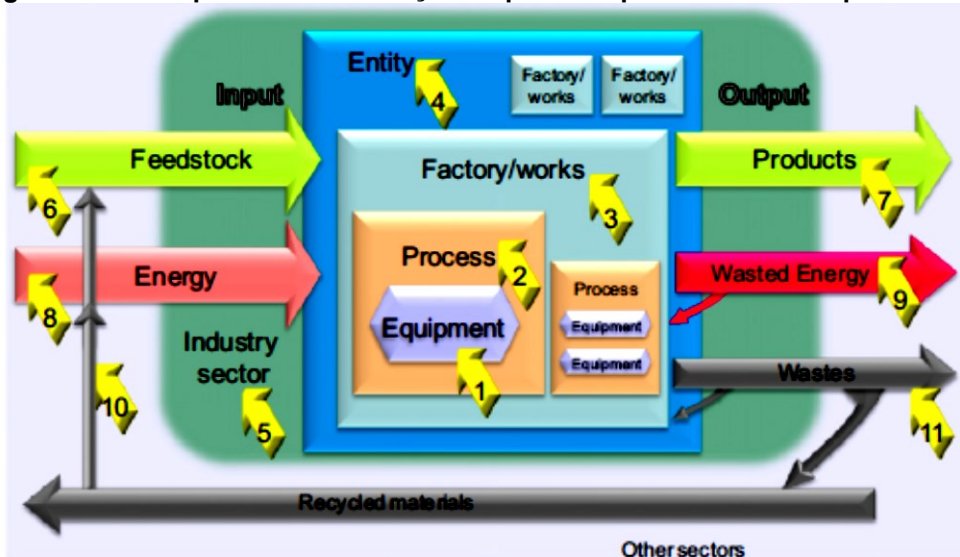 Entity
4
Factory/
works
Factory/
works
Input
Output
Feedstock
6
Factory/works
3
Products
7
Process
2
Energy
8
Process
Wasted Energy
9
Equipment
1
Equipment
Equipment
Industry
sector
5
10
Wastes
11
Recycled materials
Other sectors